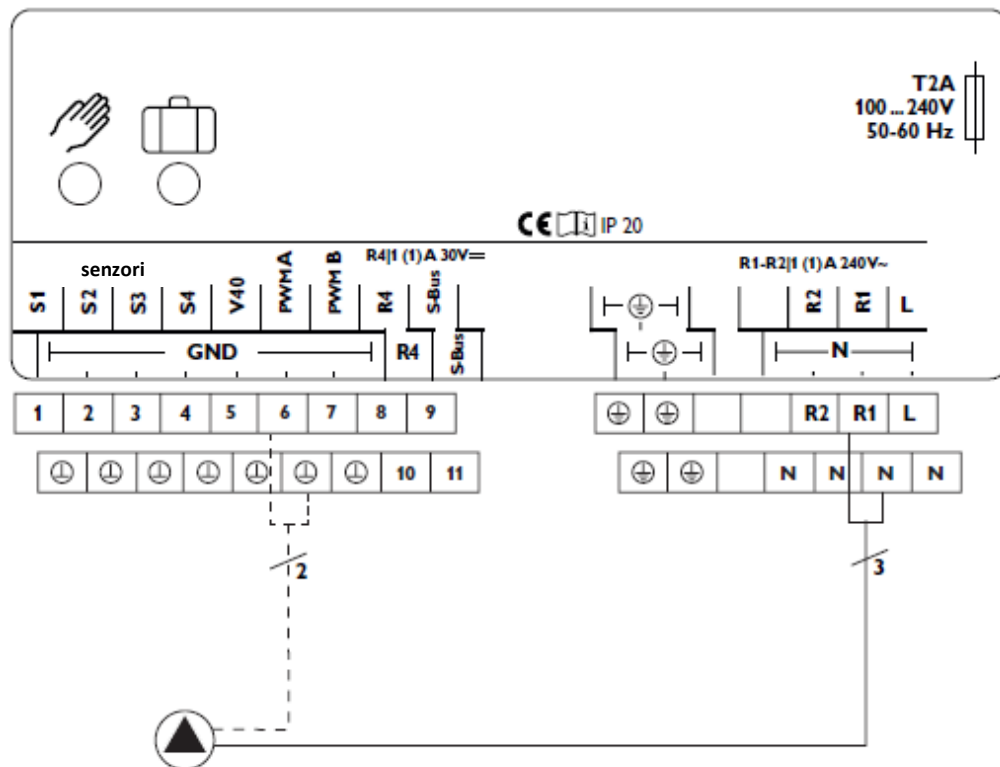 T2A
100 ... 240V
50-60 Hz
CE i IP 20
senzori
R4|1 (1) A 30V
R1-R2|1 (1) A 240V~
S1 S2 S3 S4 V40 PWM A PWM B R4 S-Bus R2 R1 L
GND R4 S-Bus N
1 2 3 4 5 6 7 8 9 R2 R1 L
10 11 N N N N
2 3